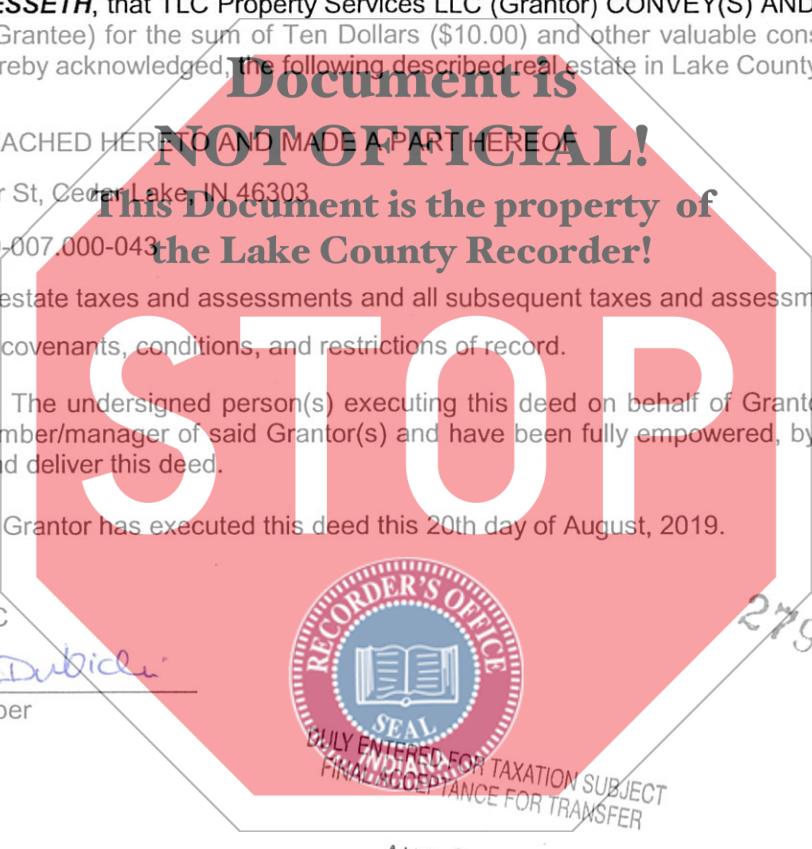 ESSETH, that TLC Property Services LLC (Grantor) CONVEY(S) AND
Grantee) for the sum of Ten Dollars ($10.00) and other valuable cons
reby acknowledged, the following described real estate in Lake County
Document is
ACHED HERETO AND MADE A PART HEREOF
NOT OFFICIAL!
r St, Cedar Lake, IN 46303
This Document is the property of
-007.000-043
the Lake County Recorder!
estate taxes and assessments and all subsequent taxes and assessm
covenants, conditions, and restrictions of record.
STOP
The undersigned person(s) executing this deed on behalf of Granto
mber/manager of said Grantor(s) and have been fully empowered, by
nd deliver this deed.
Grantor has executed this deed this 20th day of August, 2019.
RECORDER'S OFFICE
279
C
Dubich
ber
SEAL
INDIANA
DULY ENTERED FOR TAXATION SUBJECT
FINAL ACCEPTANCE FOR TRANSFER